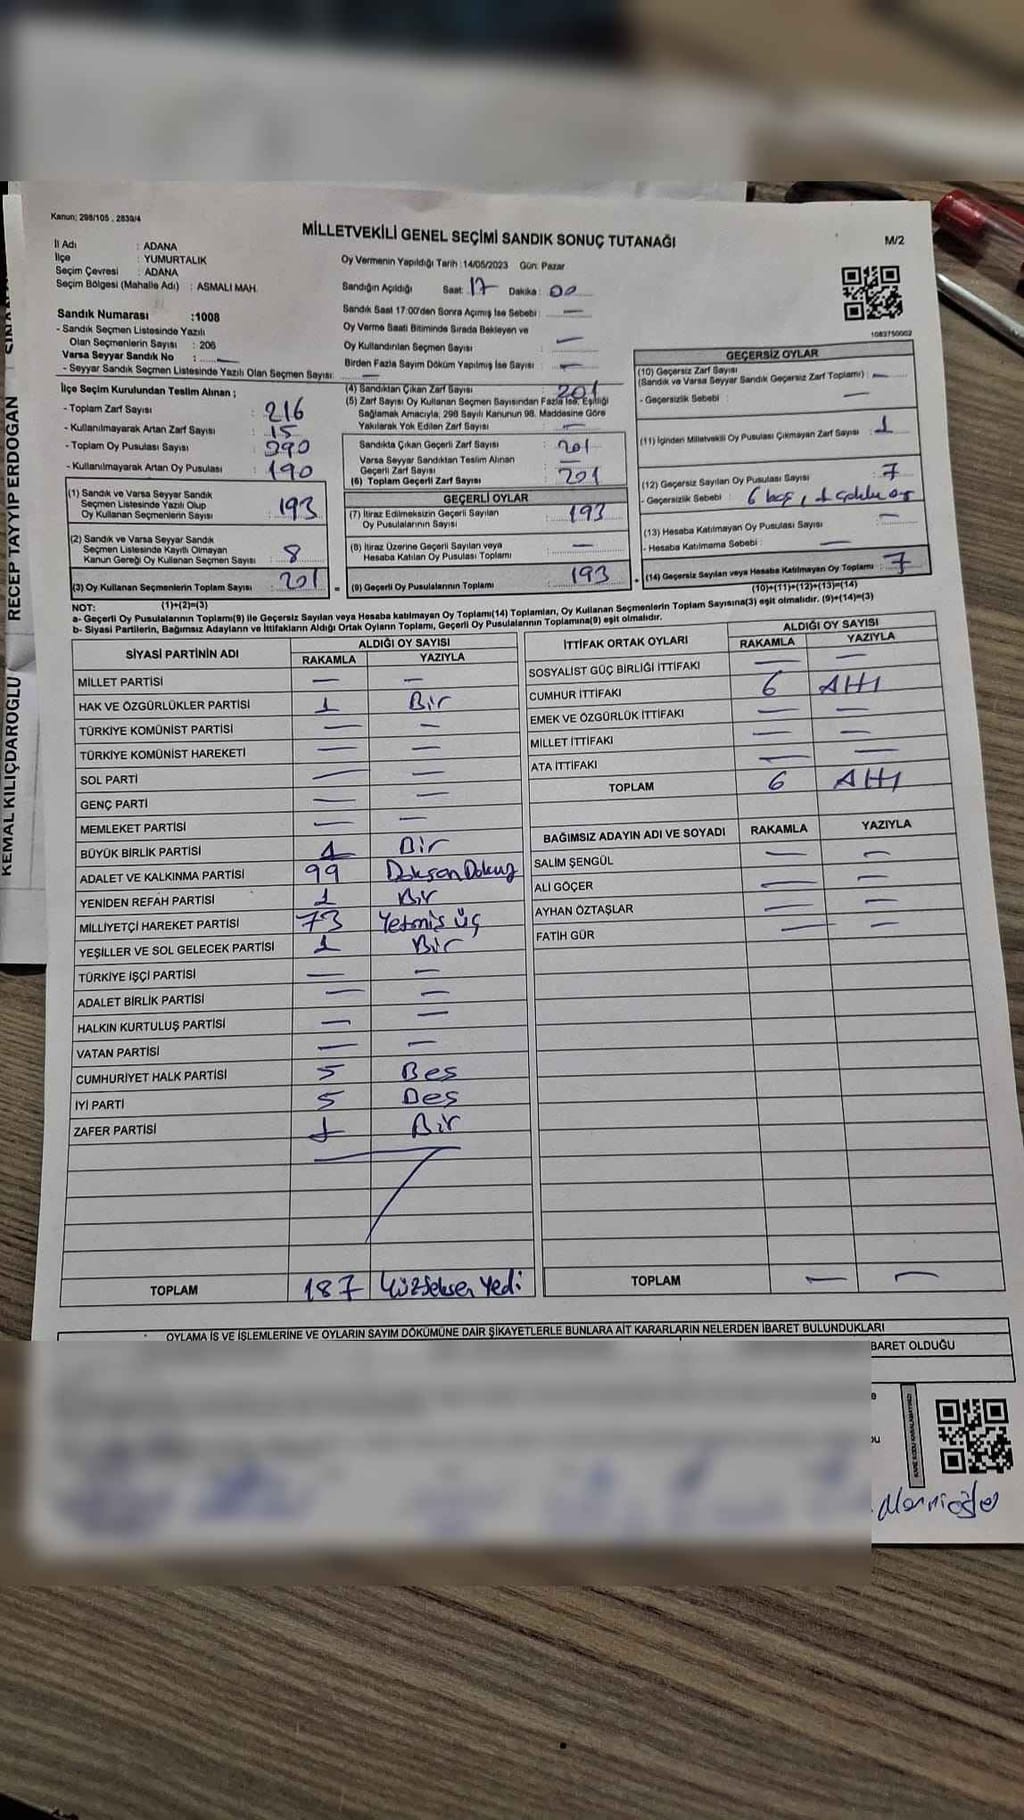 Kanun; 298/105 , 2839/4
MİLLETVEKİLİ GENEL SEÇİMİ SANDIK SONUÇ TUTANAĞI
M/2
İl Adı : ADANA
İlçe : YUMURTALIK
Seçim Çevresi : ADANA
Seçim Bölgesi (Mahalle Adı) : ASMALI MAH.
Oy Vermenin Yapıldığı Tarih :14/05/2023 Gün: Pazar
Sandığın Açıldığı Saat: 17 Dakika : 00
Sandık Saat 17:00'den Sonra Açılmış İse Sebebi : —
Oy Verme Saati Bitiminde Sırada Bekleyen ve
Oy Kullandırılan Seçmen Sayısı : —
Birden Fazla Sayım Döküm Yapılmış İse Sayısı : —
Sandık Numarası :1008
- Sandık Seçmen Listesinde Yazılı
Olan Seçmenlerin Sayısı : 206
Varsa Seyyar Sandık No : —
- Seyyar Sandık Seçmen Listesinde Yazılı Olan Seçmen Sayısı: —
İlçe Seçim Kurulundan Teslim Alınan ;
- Toplam Zarf Sayısı : 216
- Kullanılmayarak Artan Zarf Sayısı : 15
- Toplam Oy Pusulası Sayısı : 390
- Kullanılmayarak Artan Oy Pusulası : 190
(1) Sandık ve Varsa Seyyar Sandık
Seçmen Listesinde Yazılı Olup
Oy Kullanan Seçmenlerin Sayısı : 193
(2) Sandık ve Varsa Seyyar Sandık
Seçmen Listesinde Kayıtlı Olmayan
Kanun Gereği Oy Kullanan Seçmen Sayısı : 8
(3) Oy Kullanan Seçmenlerin Toplam Sayısı : 201
(1)+(2)=(3)
(4) Sandıktan Çıkan Zarf Sayısı : 201
(5) Zarf Sayısı Oy Kullanan Seçmen Sayısından Fazla İse, Eşitliği
Sağlamak Amacıyla, 298 Sayılı Kanunun 98. Maddesine Göre
Yakılarak Yok Edilen Zarf Sayısı : —
Sandıkta Çıkan Geçerli Zarf Sayısı : 201
Varsa Seyyar Sandıktan Teslim Alınan
Geçerli Zarf Sayısı : —
(6) Toplam Geçerli Zarf Sayısı : 201
GEÇERLİ OYLAR
(7) İtiraz Edilmeksizin Geçerli Sayılan
Oy Pusulalarının Sayısı : 193
(8) İtiraz Üzerine Geçerli Sayılan veya
Hesaba Katılan Oy Pusulası Toplamı : —
(9) Geçerli Oy Pusulalarının Toplamı : 193
1083750002
GEÇERSİZ OYLAR
(10) Geçersiz Zarf Sayısı
(Sandık ve Varsa Seyyar Sandık Geçersiz Zarf Toplamı) : —
- Geçersizlik Sebebi : —
(11) İçinden Milletvekili Oy Pusulası Çıkmayan Zarf Sayısı : 1
(12) Geçersiz Sayılan Oy Pusulası Sayısı : 7
- Geçersizlik Sebebi : 6 boş, 1
(13) Hesaba Katılmayan Oy Pusulası Sayısı : —
- Hesaba Katılmama Sebebi : —
(14) Geçersiz Sayılan veya Hesaba Katılmayan Oy Toplamı : 7
(10)+(11)+(12)+(13)=(14)
NOT:
a- Geçerli Oy Pusulalarının Toplamı(9) ile Geçersiz Sayılan veya Hesaba katılmayan Oy Toplamı(14) Toplamları, Oy Kullanan Seçmenlerin Toplam Sayısına(3) eşit olmalıdır. (9)+(14)=(3)
b- Siyasi Partilerin, Bağımsız Adayların ve İttifakların Aldığı Oy Ortak Oyların Toplamı, Geçerli Oy Pusulalarının Toplamına(9) eşit olmalıdır.
SİYASİ PARTİNİN ADI ALDIĞI OY SAYISI
RAKAMLA YAZIYLA
MİLLET PARTİSİ — —
HAK VE ÖZGÜRLÜKLER PARTİSİ 1 Bir
TÜRKİYE KOMÜNİST PARTİSİ — —
TÜRKİYE KOMÜNİST HAREKETİ — —
SOL PARTİ — —
GENÇ PARTİ — —
MEMLEKET PARTİSİ — —
BÜYÜK BİRLİK PARTİSİ 1 Bir
ADALET VE KALKINMA PARTİSİ 99 Doksan Dokuz
YENİDEN REFAH PARTİSİ 1 Bir
MİLLİYETÇİ HAREKET PARTİSİ 73 Yetmiş üç
YEŞİLLER VE SOL GELECEK PARTİSİ 1 Bir
TÜRKİYE İŞÇİ PARTİSİ — —
ADALET BİRLİK PARTİSİ — —
HALKIN KURTULUŞ PARTİSİ — —
VATAN PARTİSİ — —
CUMHURİYET HALK PARTİSİ 5 Beş
İYİ PARTİ 5 Beş
ZAFER PARTİSİ 1 Bir
TOPLAM 187 Yüzseksen Yedi
İTTİFAK ORTAK OYLARI ALDIĞI OY SAYISI
RAKAMLA YAZIYLA
SOSYALİST GÜÇ BİRLİĞİ İTTİFAKI — —
CUMHUR İTTİFAKI 6 Altı
EMEK VE ÖZGÜRLÜK İTTİFAKI — —
MİLLET İTTİFAKI — —
ATA İTTİFAKI — —
TOPLAM 6 Altı
BAĞIMSIZ ADAYIN ADI VE SOYADI RAKAMLA YAZIYLA
SALİM ŞENGÜL — —
ALİ GÖÇER — —
AYHAN ÖZTAŞLAR — —
FATİH GÜR — —
TOPLAM — —
OYLAMA İŞ VE İŞLEMLERİNE VE OYLARIN SAYIM DÖKÜMÜNE DAİR ŞİKAYETLERLE BUNLARA AİT KARARLARIN NELERDEN İBARET BULUNDUKLARI
BARET OLDUĞU
KEMAL KILIÇDAROĞLU
RECEP TAYYİP ERDOĞAN